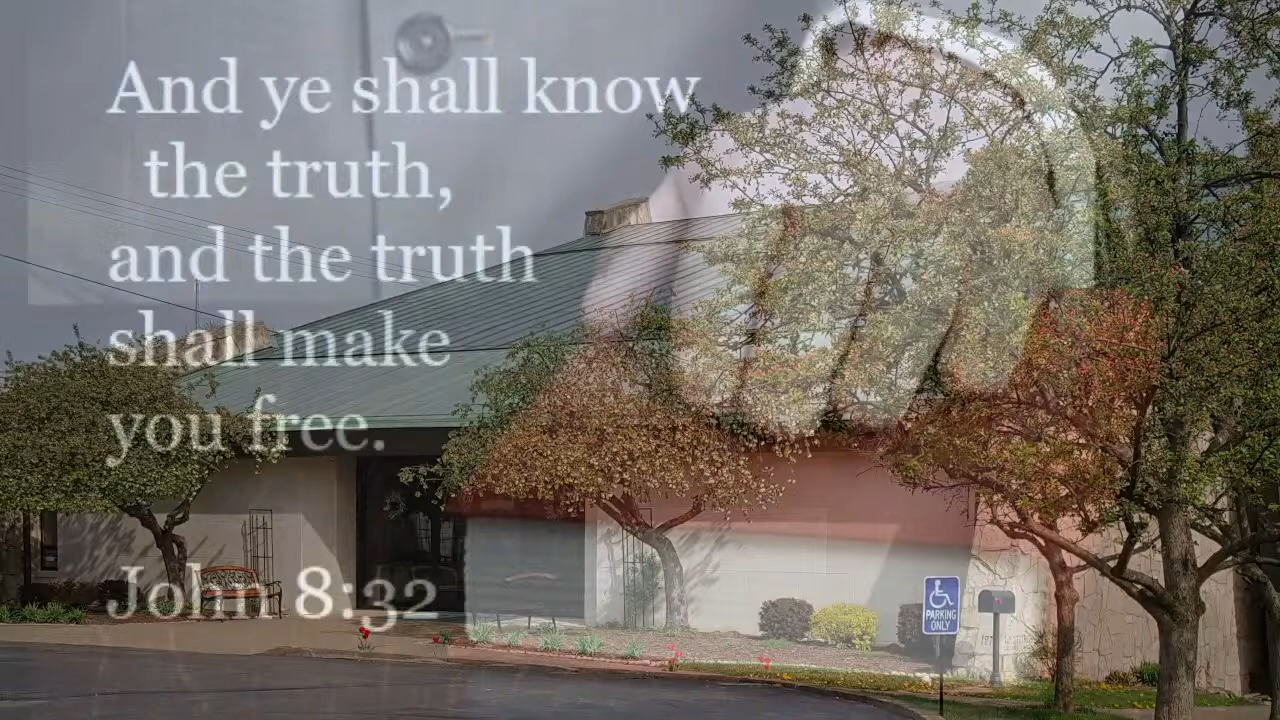 And ye shall know
the truth,
and the truth
shall make
you free.
John 8:32
PARKING
ONLY